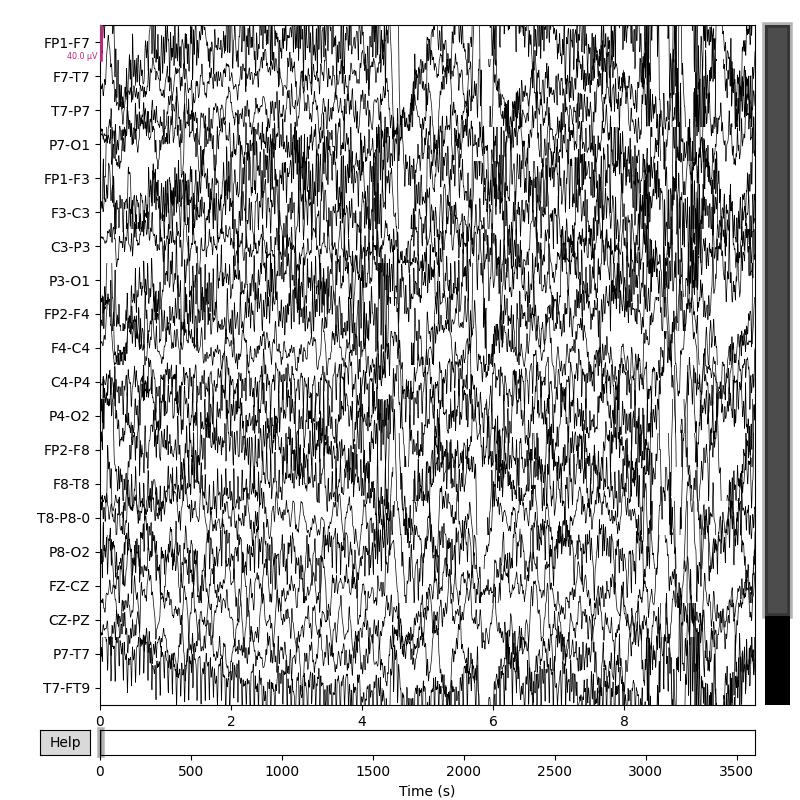 FP1-F7
40.0 µV
F7-T7
T7-P7
P7-O1
FP1-F3
F3-C3
C3-P3
P3-O1
FP2-F4
F4-C4
C4-P4
P4-O2
FP2-F8
F8-T8
T8-P8-0
P8-O2
FZ-CZ
CZ-PZ
P7-T7
T7-FT9
0 2 4 6 8
Help
0 500 1000 1500 2000 2500 3000 3500
Time (s)